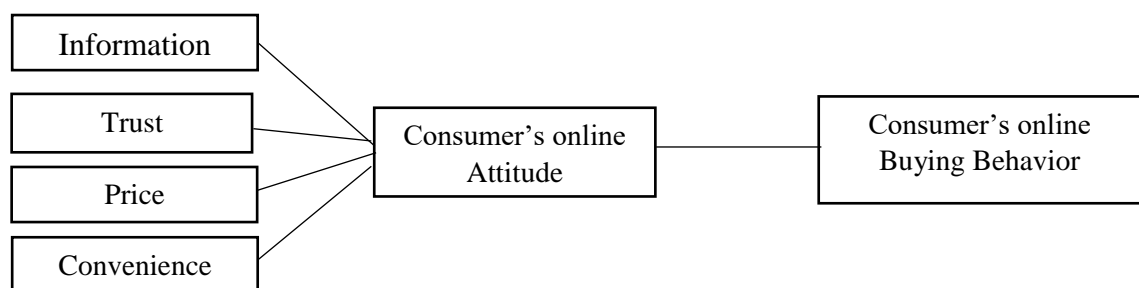 Information
Trust
Price
Convenience
Consumer’s online
Attitude
Consumer’s online
Buying Behavior